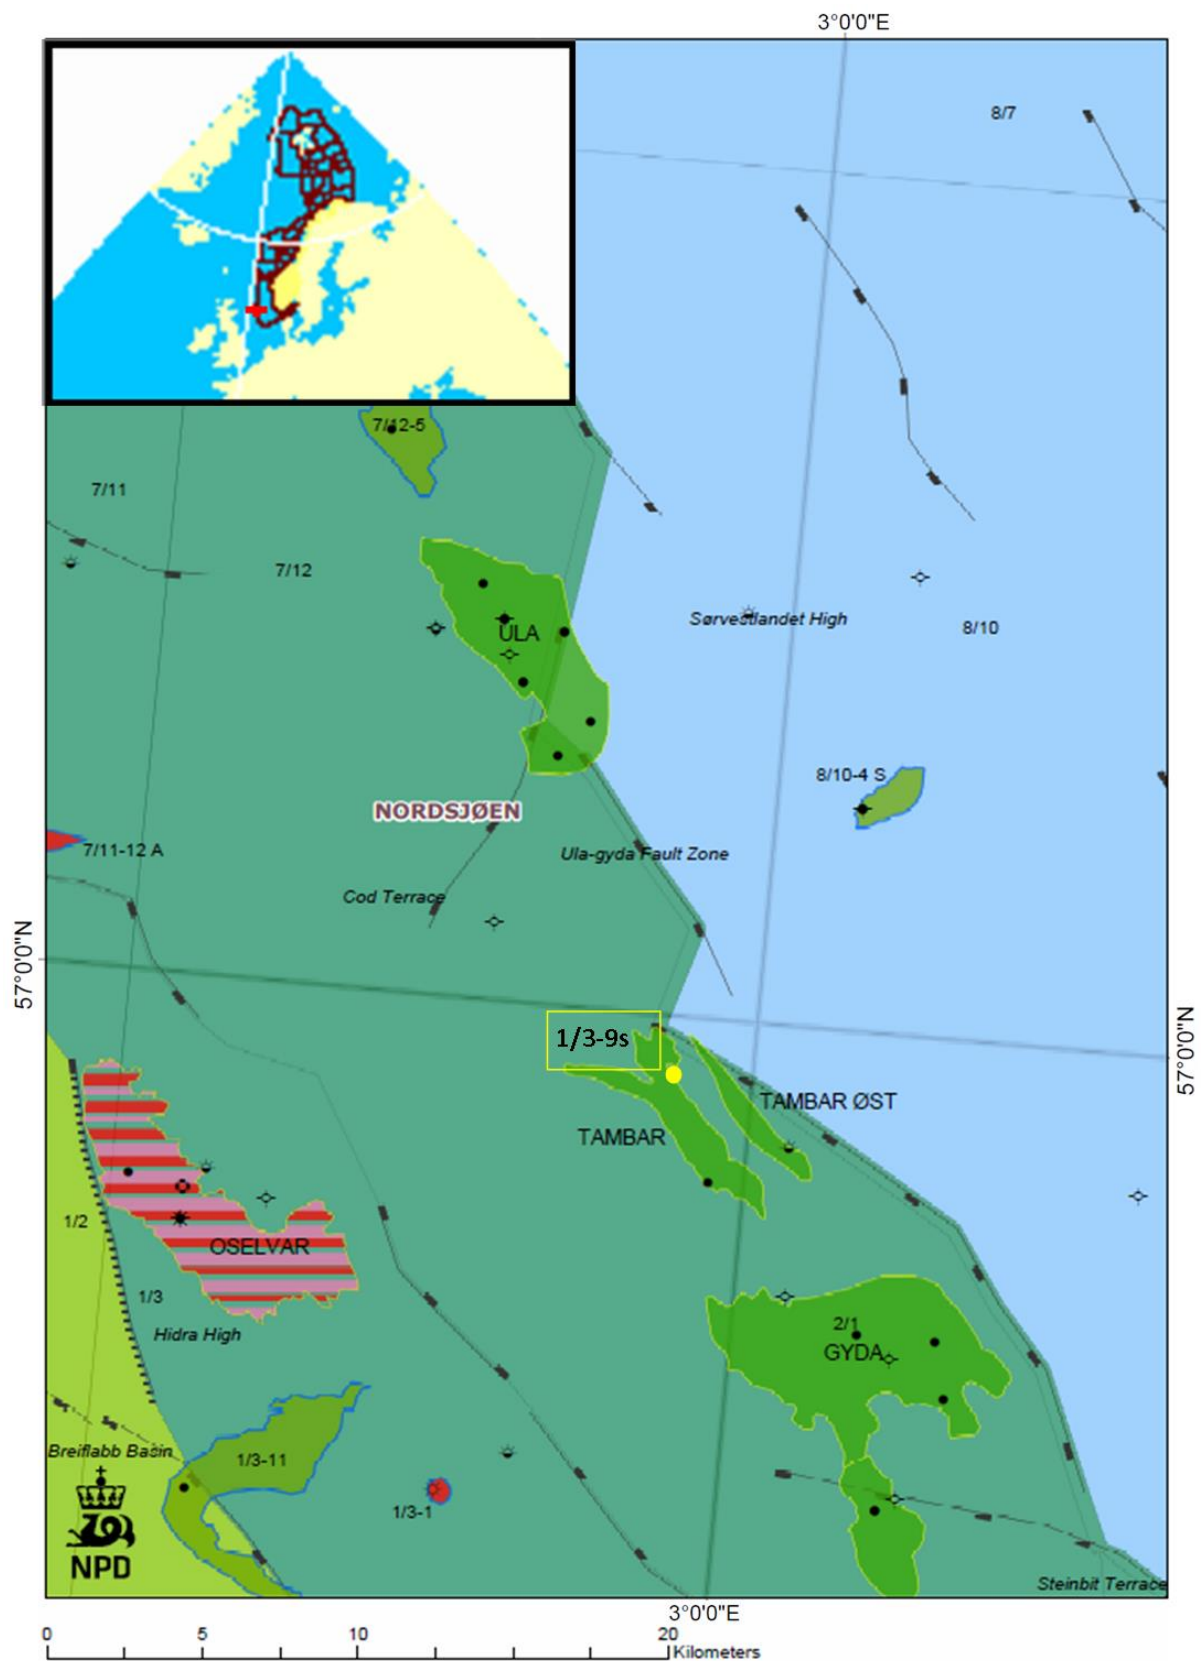 3°0'0"E
8/7
7/12-5
7/11
7/12
Sørvestlandet High
8/10
ULA
8/10-4 S
NORDSJØEN
7/11-12 A
Ula-gyda Fault Zone
Cod Terrace
57°0'0"N
1/3-9s
57°0'0"N
TAMBAR ØST
TAMBAR
1/2
OSELVAR
1/3
2/1
Hidra High
GYDA
Breiflabb Basin
1/3-11
1/3-1
NPD
Steinbit Terrace
3°0'0"E
0 5 10 20
Kilometers